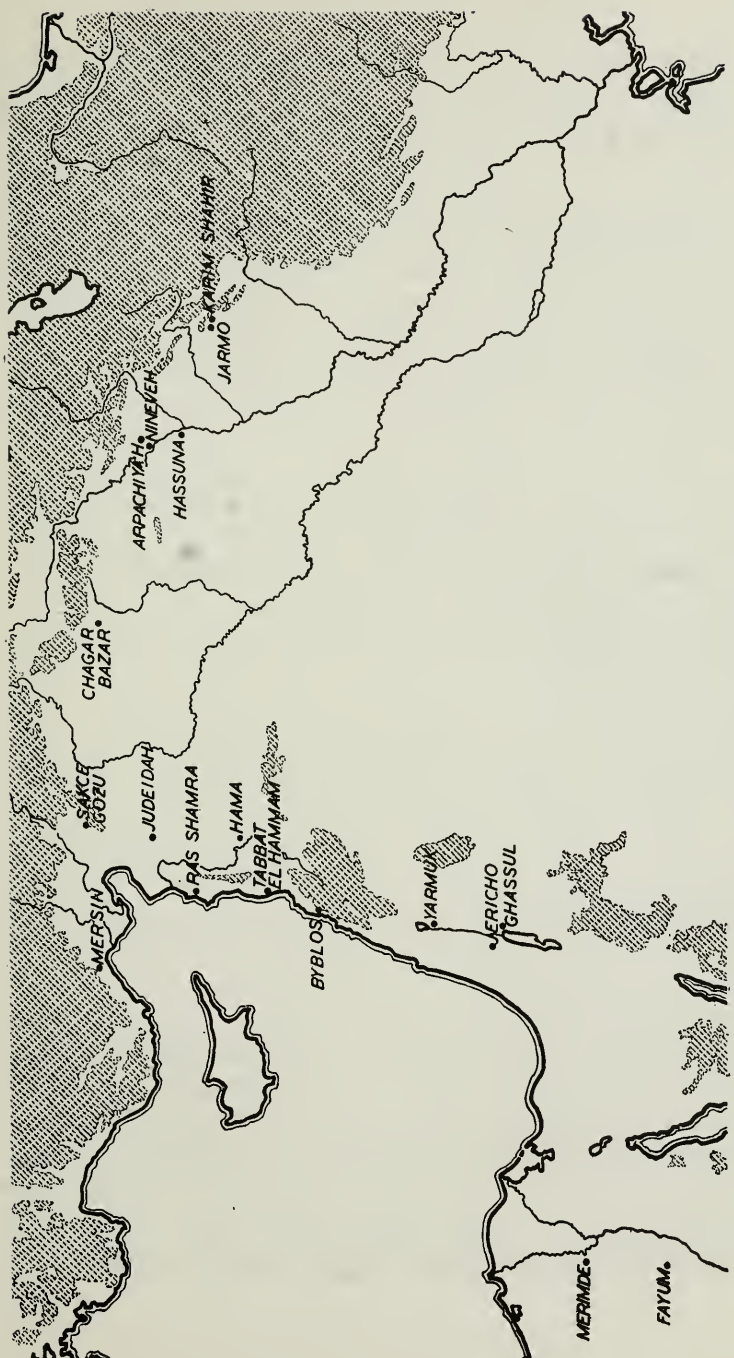 MERSIN
SAKCE
GOZU
JUDEIDAH
RAS SHAMRA
HAMA
TABBAT
EL HAMMAM
BYBLOS
CHAGAR
BAZAR
ARPACHIYAH
NINEVEH
HASSUNA
JARMO
KARIM SHAHIR
YARMUK
JERICHO
GHASSUL
MERIMDE
FAYUM